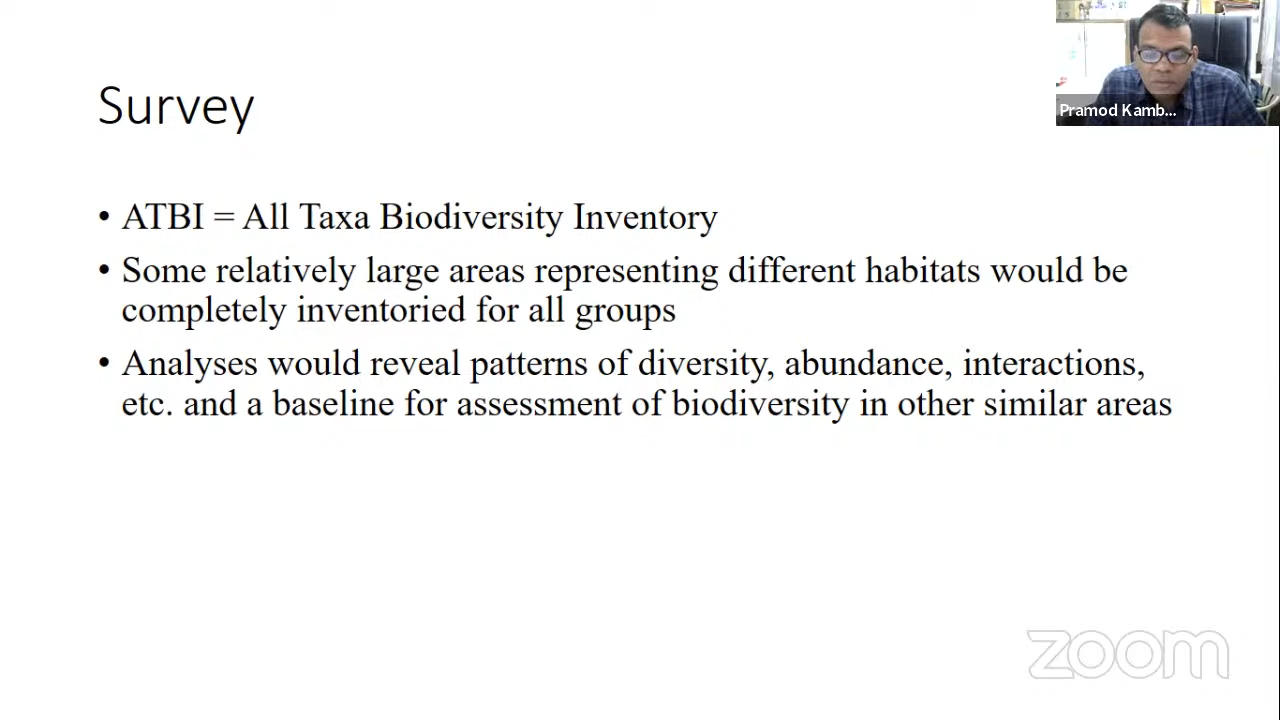 Survey
Pramod Kamb...
• ATBI = All Taxa Biodiversity Inventory
• Some relatively large areas representing different habitats would be
completely inventoried for all groups
• Analyses would reveal patterns of diversity, abundance, interactions,
etc. and a baseline for assessment of biodiversity in other similar areas
zoom